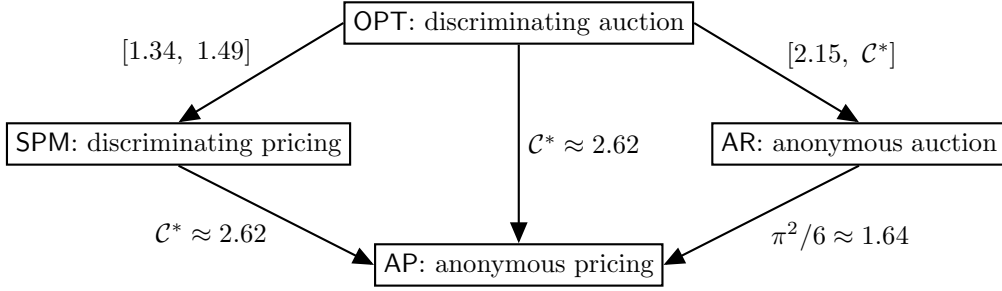 OPT: discriminating auction
[1.34, 1.49]
[2.15, 𝒞*]
SPM: discriminating pricing
𝒞* ≈ 2.62
AR: anonymous auction
𝒞* ≈ 2.62
π²/6 ≈ 1.64
AP: anonymous pricing